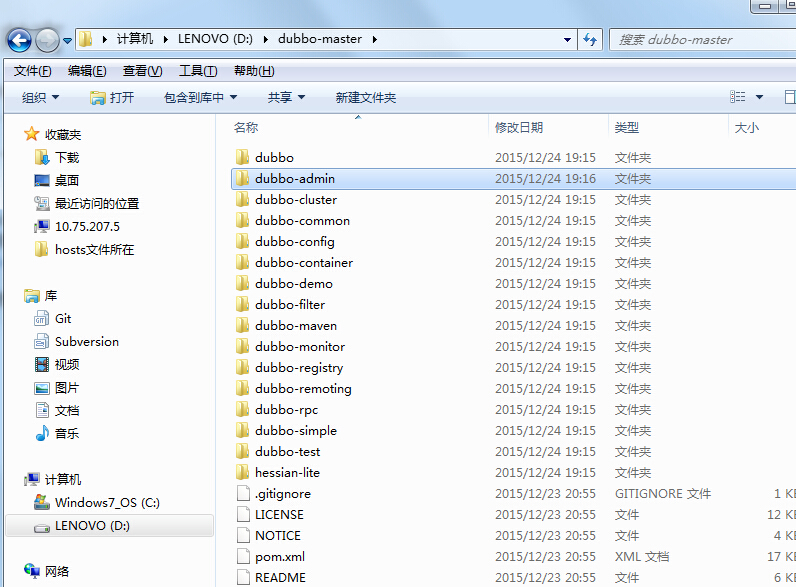 计算机 LENOVO (D:) dubbo-master 搜索 dubbo-master
文件(F) 编辑(E) 查看(V) 工具(T) 帮助(H)
组织 打开 包含到库中 共享 新建文件夹
收藏夹
下载
桌面
最近访问的位置
10.75.207.5
hosts文件所在
库
Git
Subversion
视频
图片
文档
音乐
计算机
Windows7_OS (C:)
LENOVO (D:)
网络
名称 修改日期 类型 大小
dubbo 2015/12/24 19:15 文件夹
dubbo-admin 2015/12/24 19:16 文件夹
dubbo-cluster 2015/12/24 19:15 文件夹
dubbo-common 2015/12/24 19:15 文件夹
dubbo-config 2015/12/24 19:15 文件夹
dubbo-container 2015/12/24 19:15 文件夹
dubbo-demo 2015/12/24 19:15 文件夹
dubbo-filter 2015/12/24 19:15 文件夹
dubbo-maven 2015/12/24 19:15 文件夹
dubbo-monitor 2015/12/24 19:15 文件夹
dubbo-registry 2015/12/24 19:15 文件夹
dubbo-remoting 2015/12/24 19:15 文件夹
dubbo-rpc 2015/12/24 19:15 文件夹
dubbo-simple 2015/12/24 19:15 文件夹
dubbo-test 2015/12/24 19:15 文件夹
hessian-lite 2015/12/24 19:15 文件夹
.gitignore 2015/12/23 20:55 GITIGNORE 文件 1 KB
LICENSE 2015/12/23 20:55 文件 12 KB
NOTICE 2015/12/23 20:55 文件 4 KB
pom.xml 2015/12/23 20:55 XML 文档 17 KB
README 2015/12/23 20:55 文件 6 KB